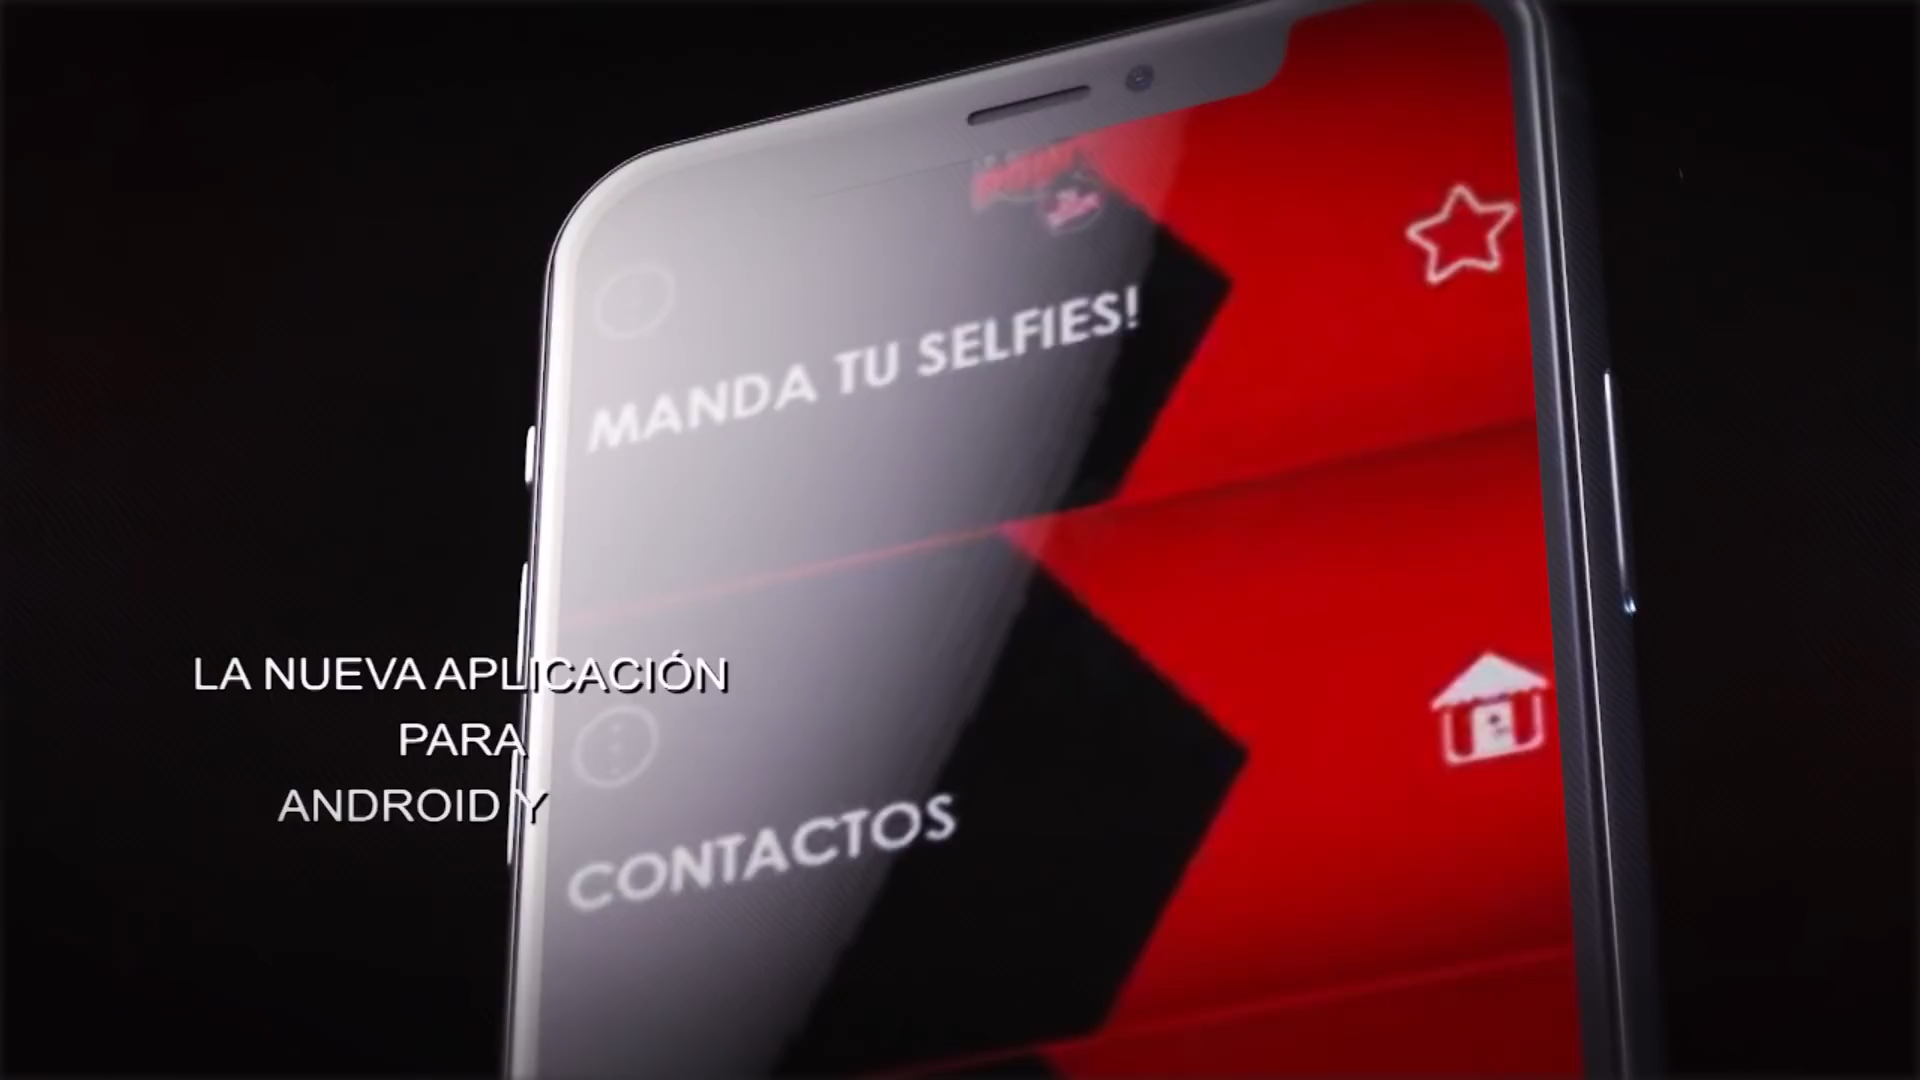 MANDA TU SELFIES!
LA NUEVA APLICACIÓN
PARA
ANDROID Y
CONTACTOS